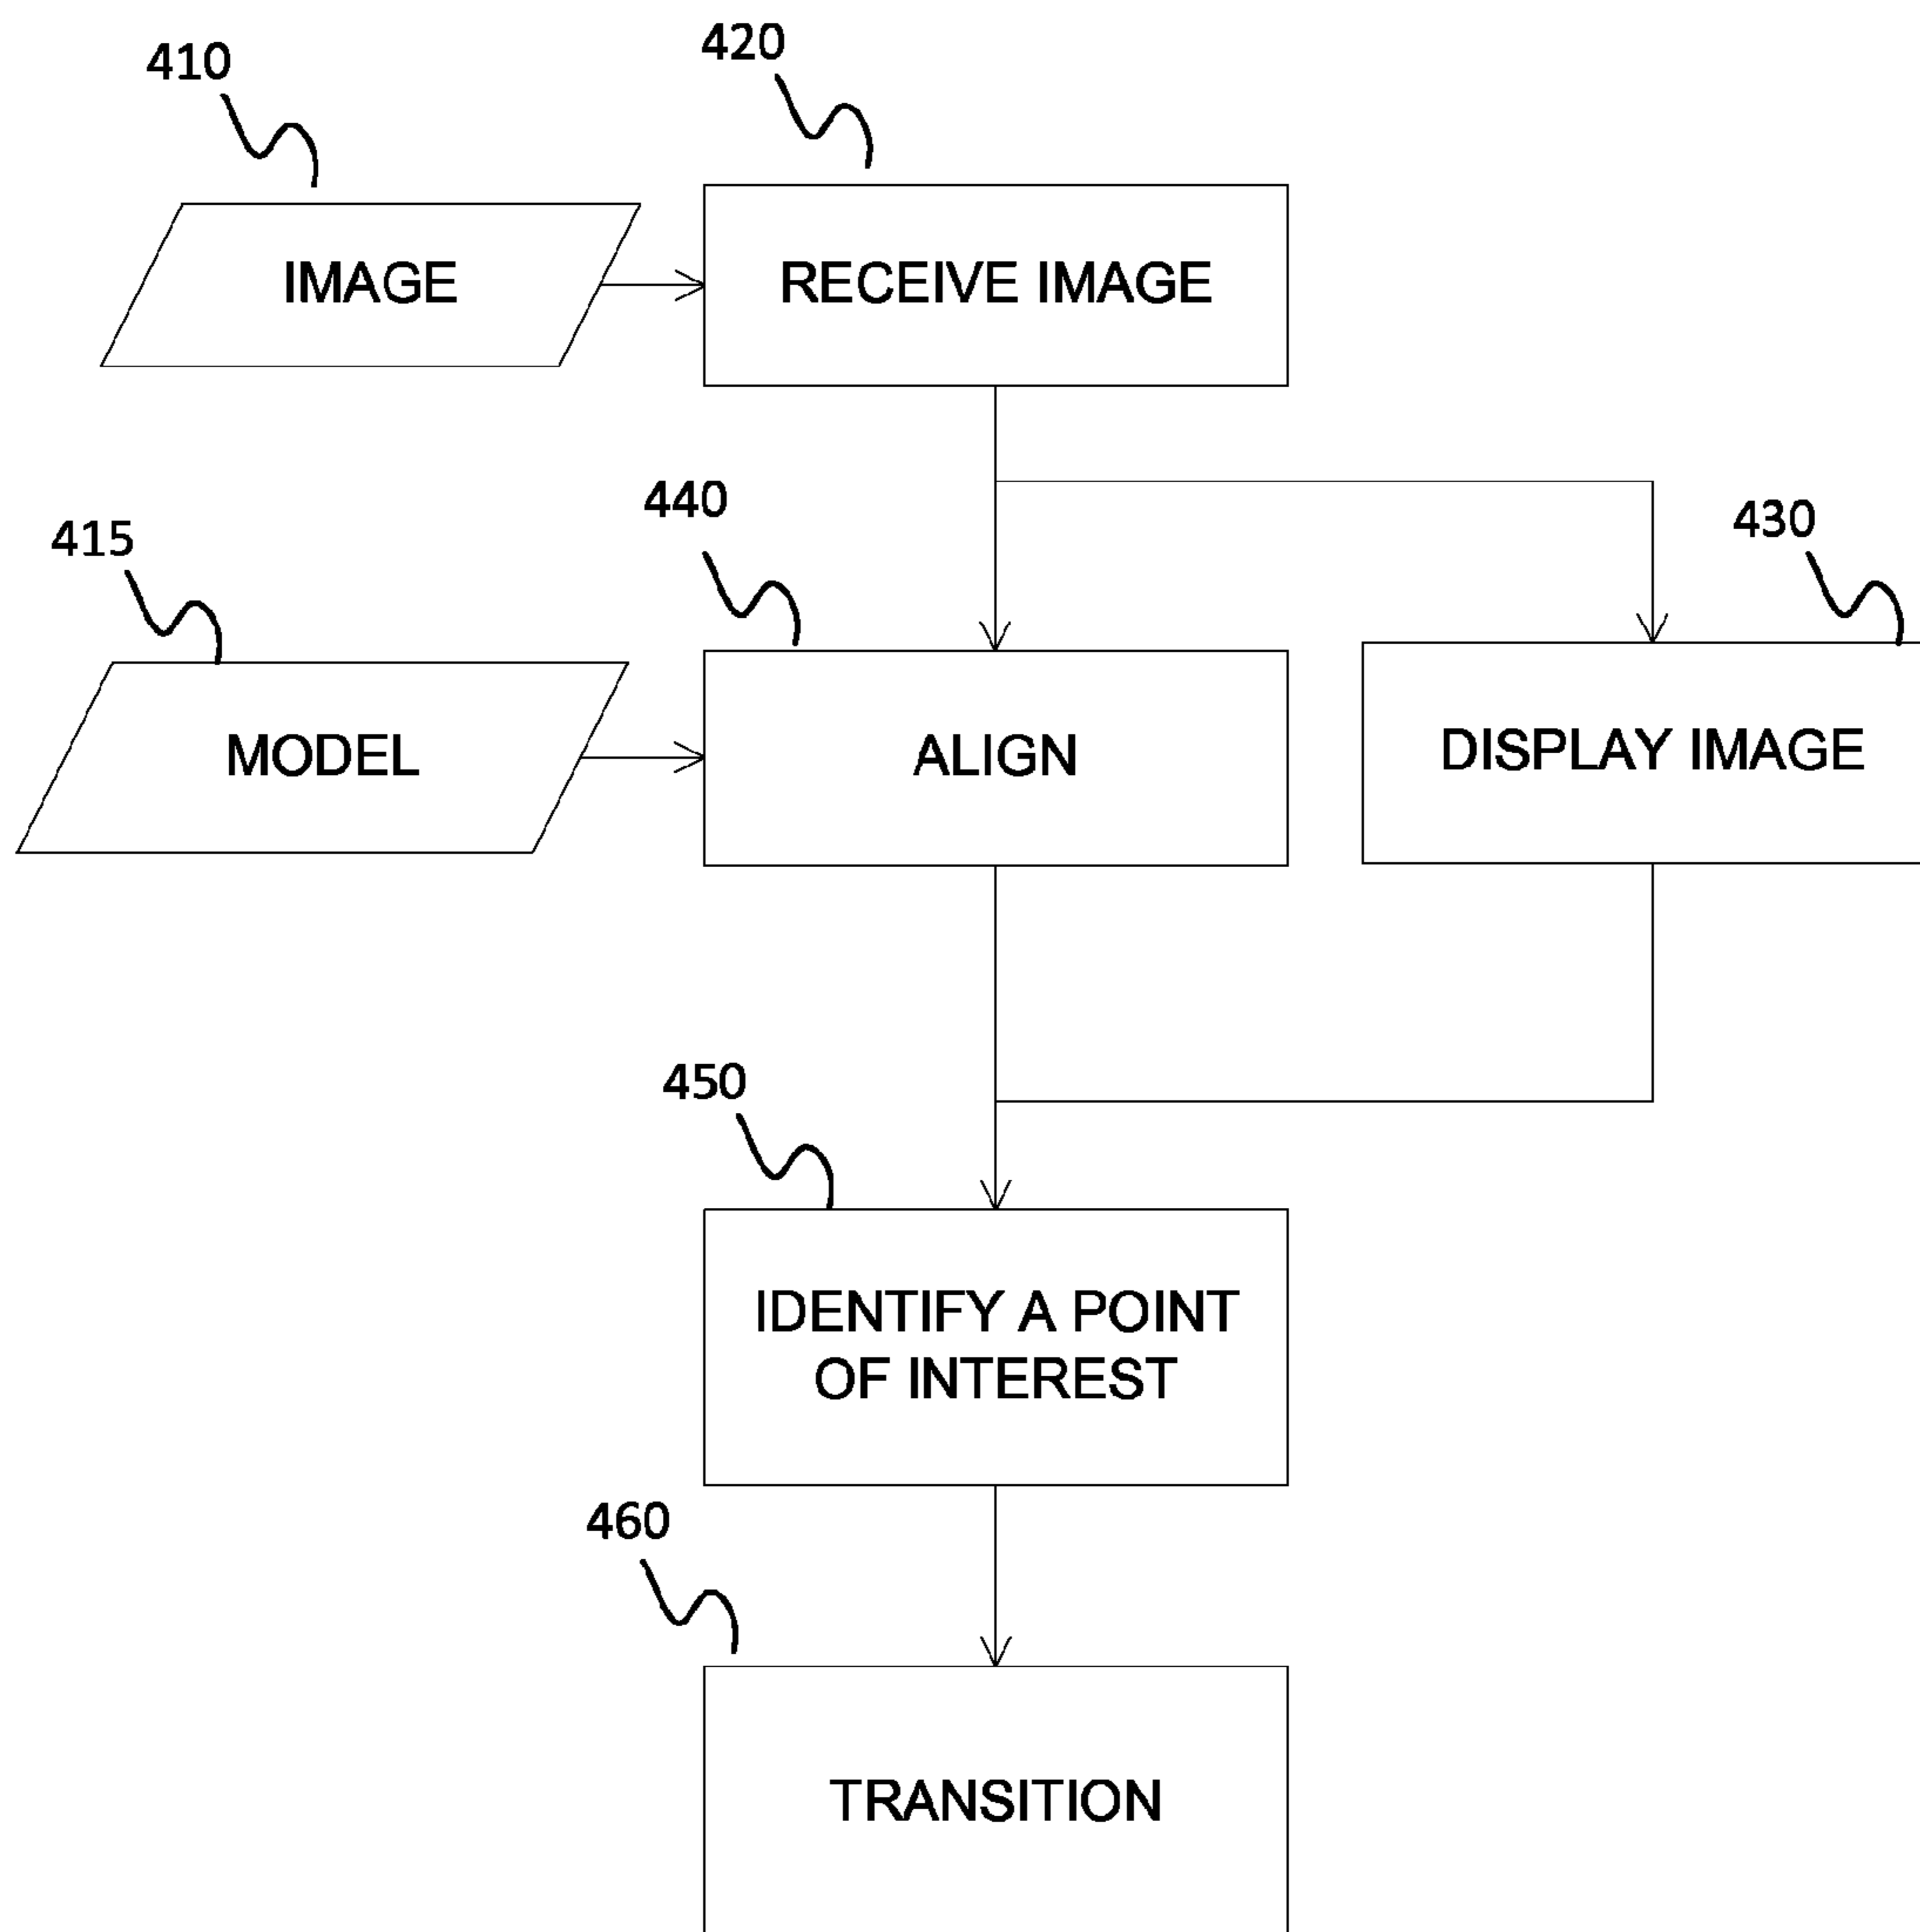 410
420
IMAGE
RECEIVE IMAGE
440
430
415
MODEL
ALIGN
DISPLAY IMAGE
450
IDENTIFY A POINT
OF INTEREST
460
TRANSITION